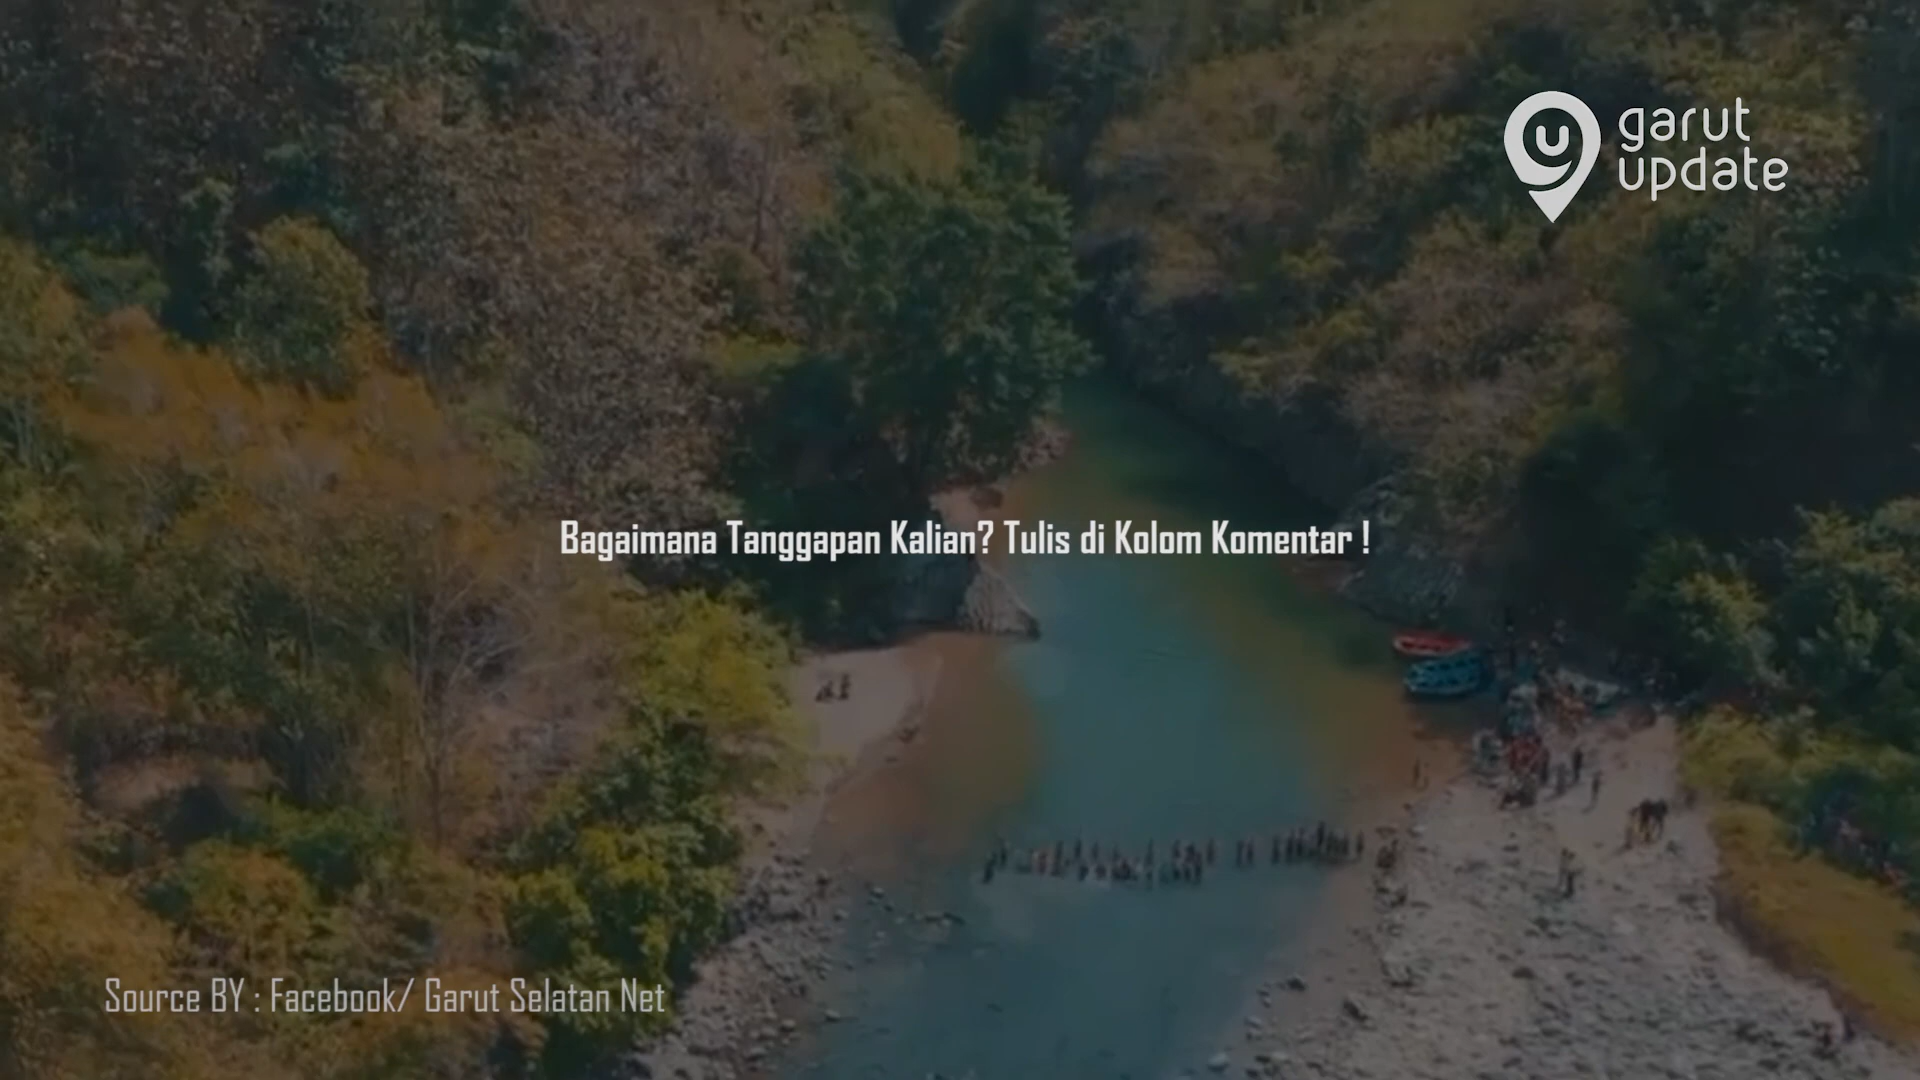 garut
update
Bagaimana Tanggapan Kalian? Tulis di Kolom Komentar !
Source BY : Facebook/ Garut Selatan Net